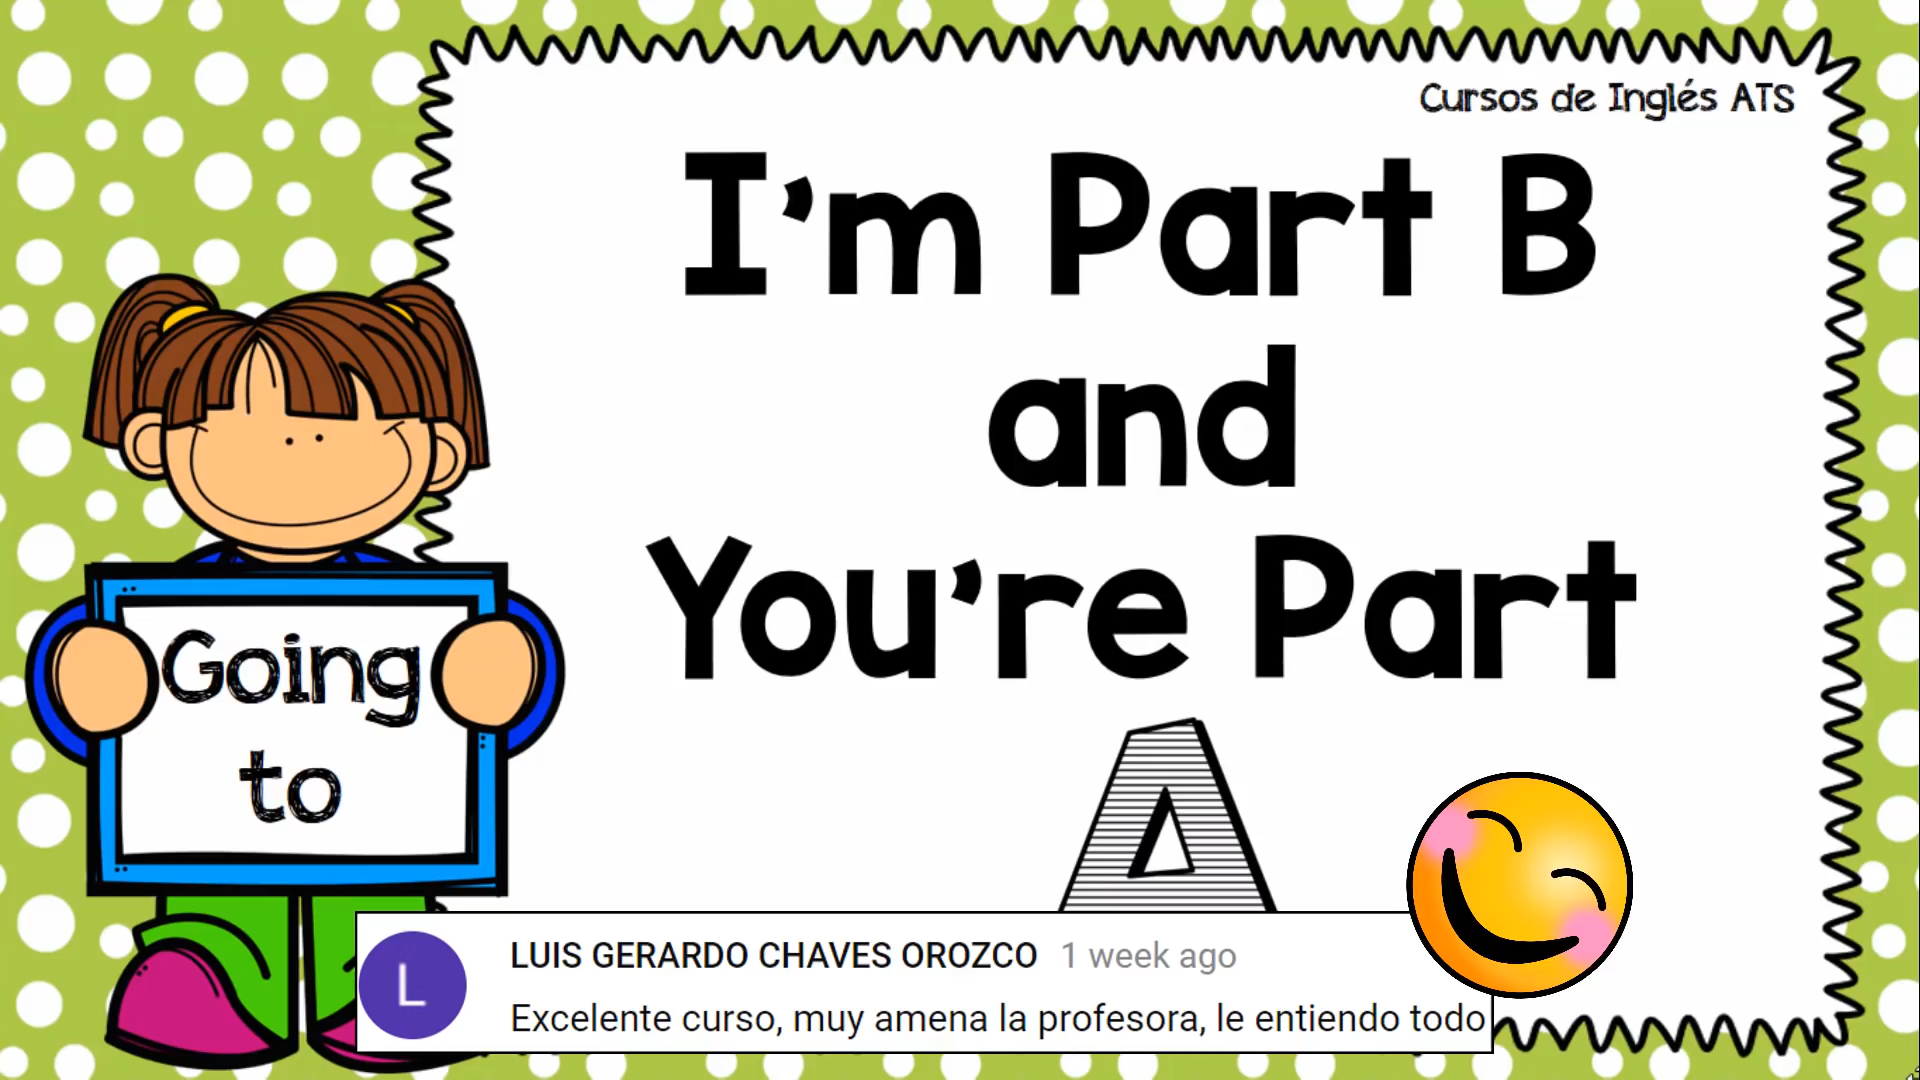 Cursos de Inglés ATS
I'm Part B
and
You're Part
A
Going
to
L
LUIS GERARDO CHAVES OROZCO 1 week ago
Excelente curso, muy amena la profesora, le entiendo todo